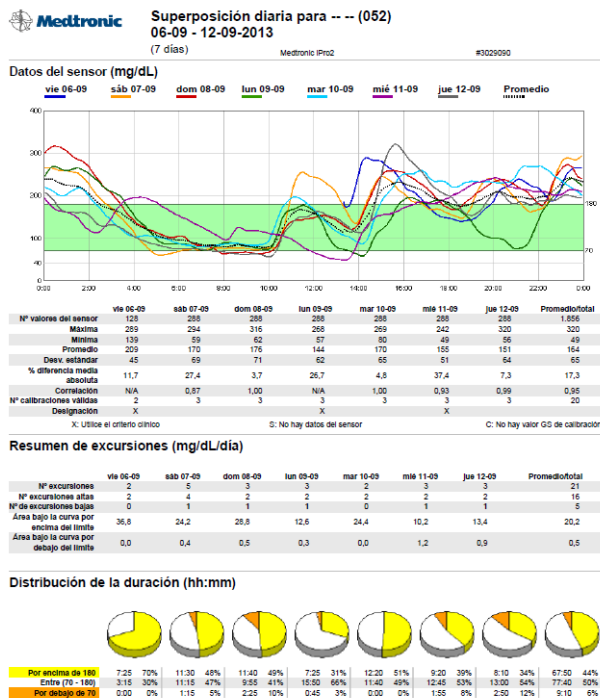 Medtronic
Superposición diaria para -- -- (052)
06-09 - 12-09-2013
(7 días) Medtronic iPro2 #3029090
Datos del sensor (mg/dL)
vie 06-09 sáb 07-09 dom 08-09 lun 09-09 mar 10-09 mié 11-09 jue 12-09 Promedio
400
300
200 180
100 70
40
0
0:00 2:00 4:00 6:00 8:00 10:00 12:00 14:00 16:00 18:00 20:00 22:00 0:00
vie 06-09 sáb 07-09 dom 08-09 lun 09-09 mar 10-09 mié 11-09 jue 12-09 Promedio/total
Nº valores del sensor 128 288 288 288 288 288 288 1.856
Máxima 289 294 316 268 269 242 320 320
Mínima 139 59 62 57 80 49 56 49
Promedio 209 170 176 144 170 155 151 164
Desv. estándar 45 69 71 62 65 51 64 65
% diferencia media absoluta 11,7 27,4 3,7 26,7 4,8 37,4 7,3 17,3
Correlación N/A 0,87 1,00 N/A 1,00 0,93 0,99 0,95
Nº calibraciones válidas 2 3 3 3 3 3 3 20
Designación X X X
X: Utilice el criterio clínico S: No hay datos del sensor C: No hay valor GS de calibració
Resumen de excursiones (mg/dL/día)
vie 06-09 sáb 07-09 dom 08-09 lun 09-09 mar 10-09 mié 11-09 jue 12-09 Promedio/total
Nº excursiones 2 5 3 3 2 3 3 21
Nº excursiones altas 2 4 2 2 2 2 2 16
Nº de excursiones bajas 0 1 1 1 0 1 1 5
Área bajo la curva por encima del límite 36,8 24,2 28,8 12,6 24,4 10,2 13,4 20,2
Área bajo la curva por debajo del límite 0,0 0,4 0,5 0,3 0,0 1,2 0,9 0,5
Distribución de la duración (hh:mm)
Por encima de 180 7:25 70% 11:30 48% 11:40 49% 7:25 31% 12:20 51% 9:20 39% 8:10 34% 67:50 44%
Entre (70 - 180) 3:15 30% 11:15 47% 9:55 41% 15:50 66% 11:40 49% 12:45 53% 13:00 54% 77:40 50%
Por debajo de 70 0:00 0% 1:15 5% 2:25 10% 0:45 3% 0:00 0% 1:55 8% 2:50 12% 9:10